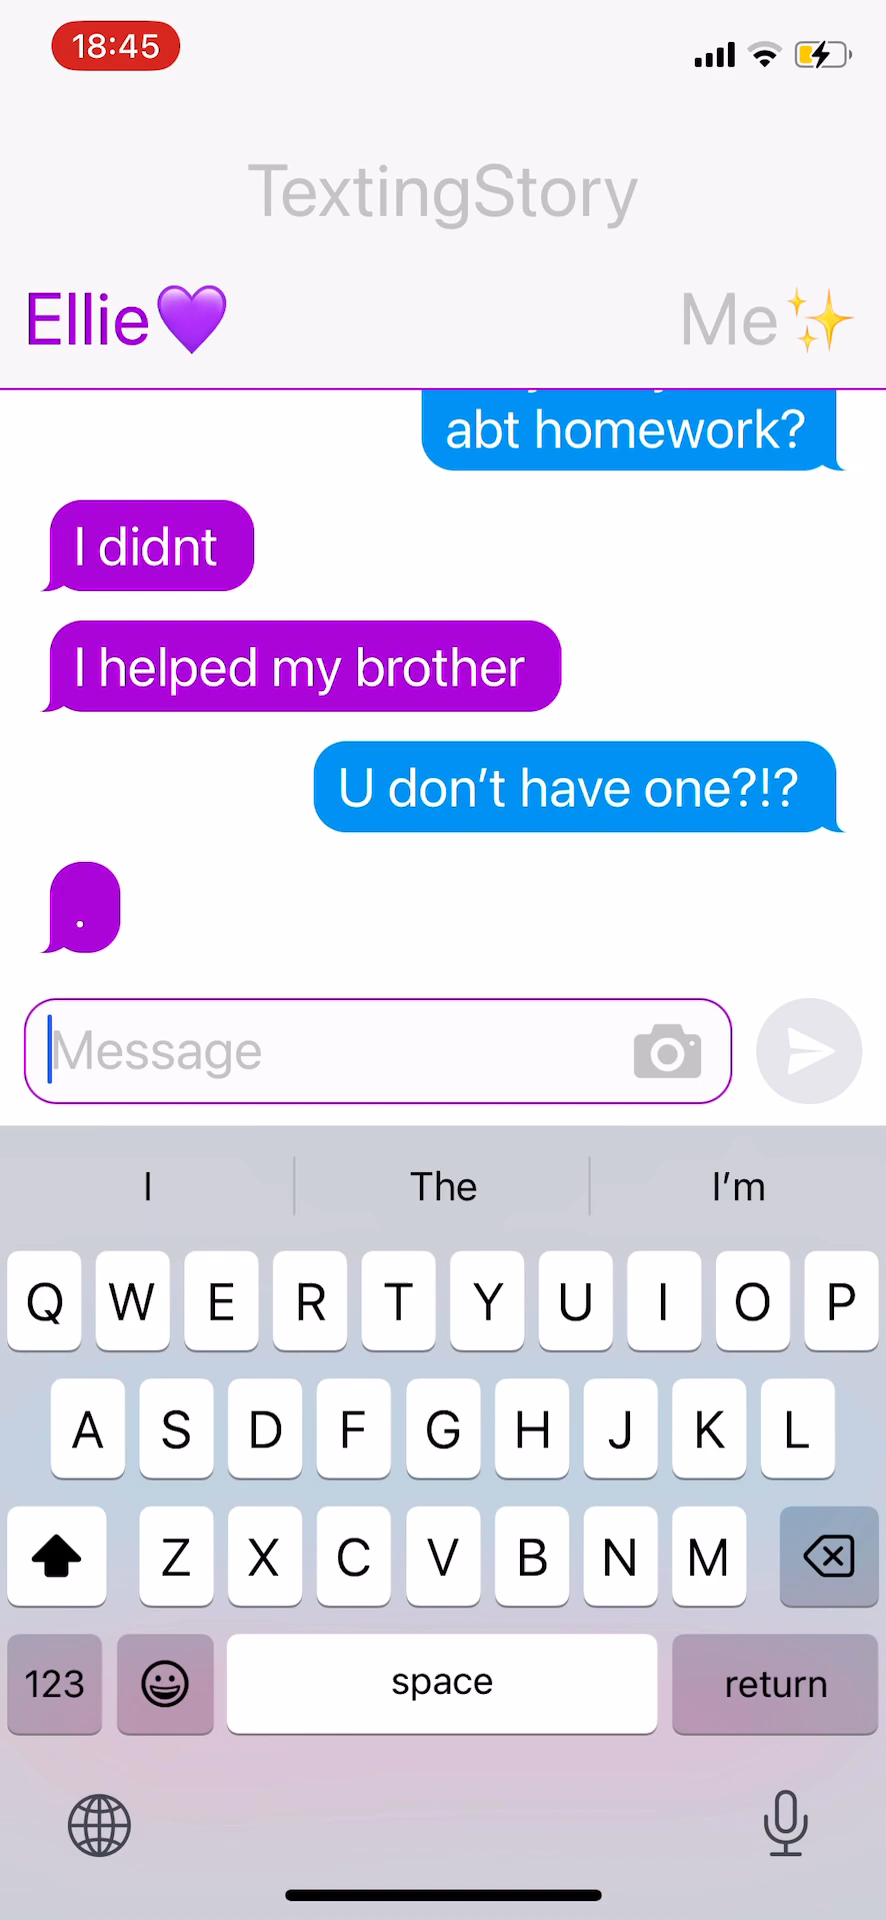 18:45
TextingStory
Ellie💜 Me✨
abt homework?
I didnt
I helped my brother
U don't have one?!?
.
Message
I The I'm
Q W E R T Y U I O P
A S D F G H J K L
Z X C V B N M
123 space return